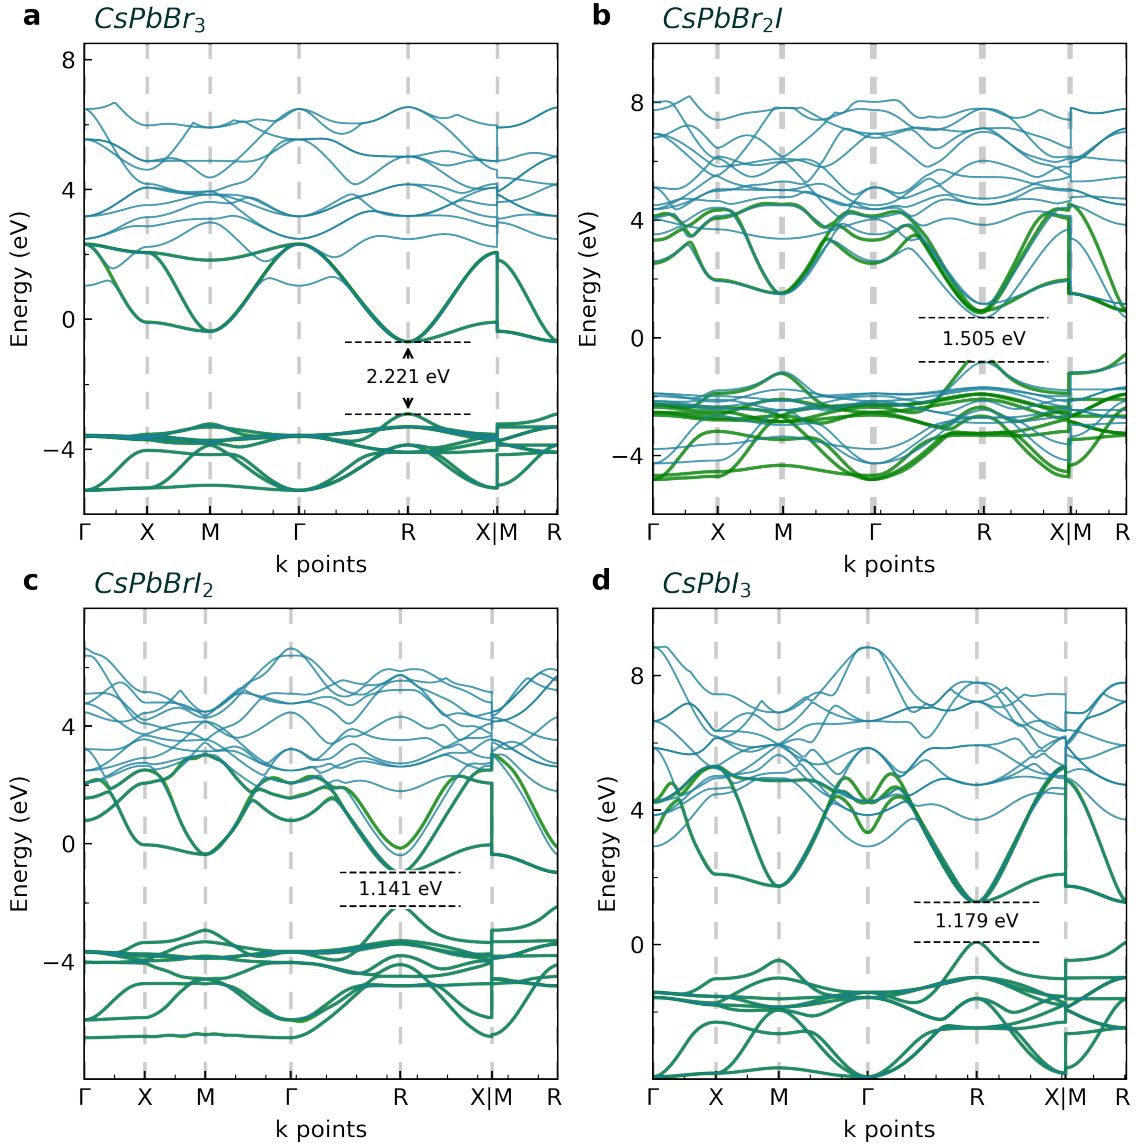 a CsPbBr₃
8
4
0
−4
Energy (eV)
2.221 eV
Γ X M Γ R X|M R
k points
b CsPbBr₂I
8
4
0
−4
Energy (eV)
1.505 eV
Γ X M Γ R X|M R
k points
c CsPbBrI₂
4
0
−4
Energy (eV)
1.141 eV
Γ X M Γ R X|M R
k points
d CsPbI₃
8
4
0
Energy (eV)
1.179 eV
Γ X M Γ R X|M R
k points